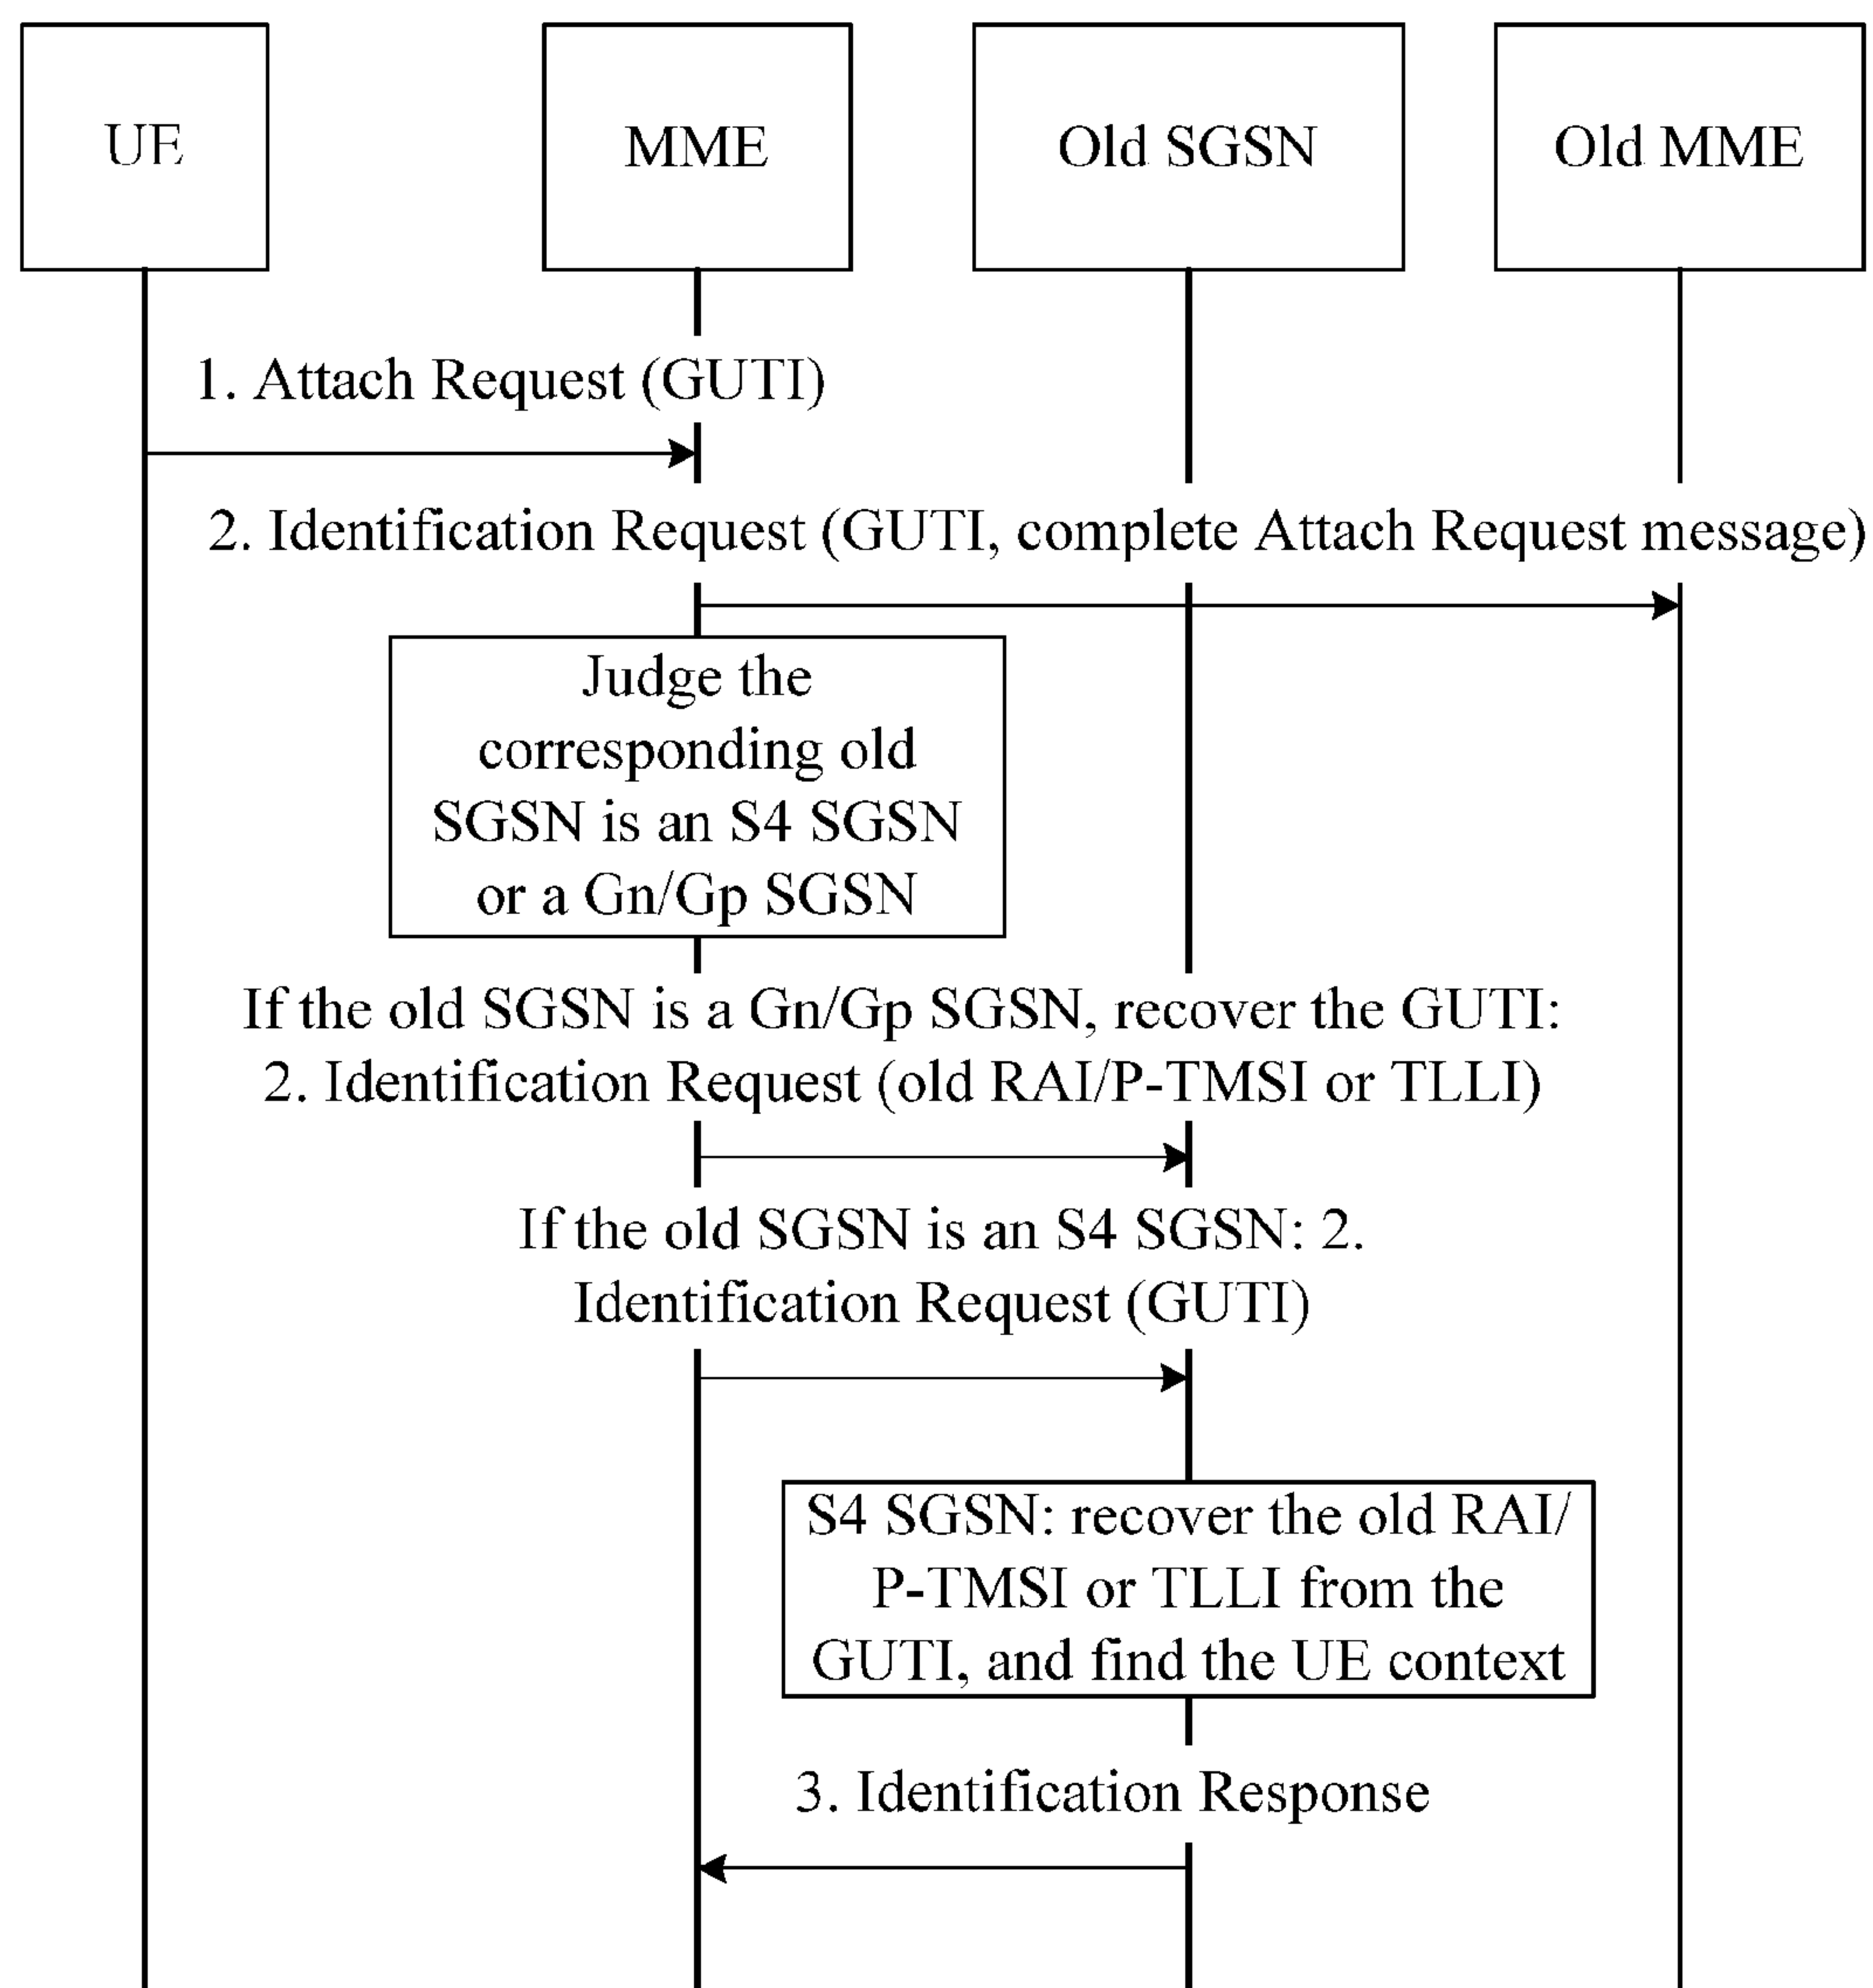 UE
MME
Old SGSN
Old MME
1. Attach Request (GUTI)
2. Identification Request (GUTI, complete Attach Request message)
Judge the
corresponding old
SGSN is an S4 SGSN
or a Gn/Gp SGSN
If the old SGSN is a Gn/Gp SGSN, recover the GUTI:
2. Identification Request (old RAI/P-TMSI or TLLI)
If the old SGSN is an S4 SGSN: 2.
Identification Request (GUTI)
S4 SGSN: recover the old RAI/
P-TMSI or TLLI from the
GUTI, and find the UE context
3. Identification Response